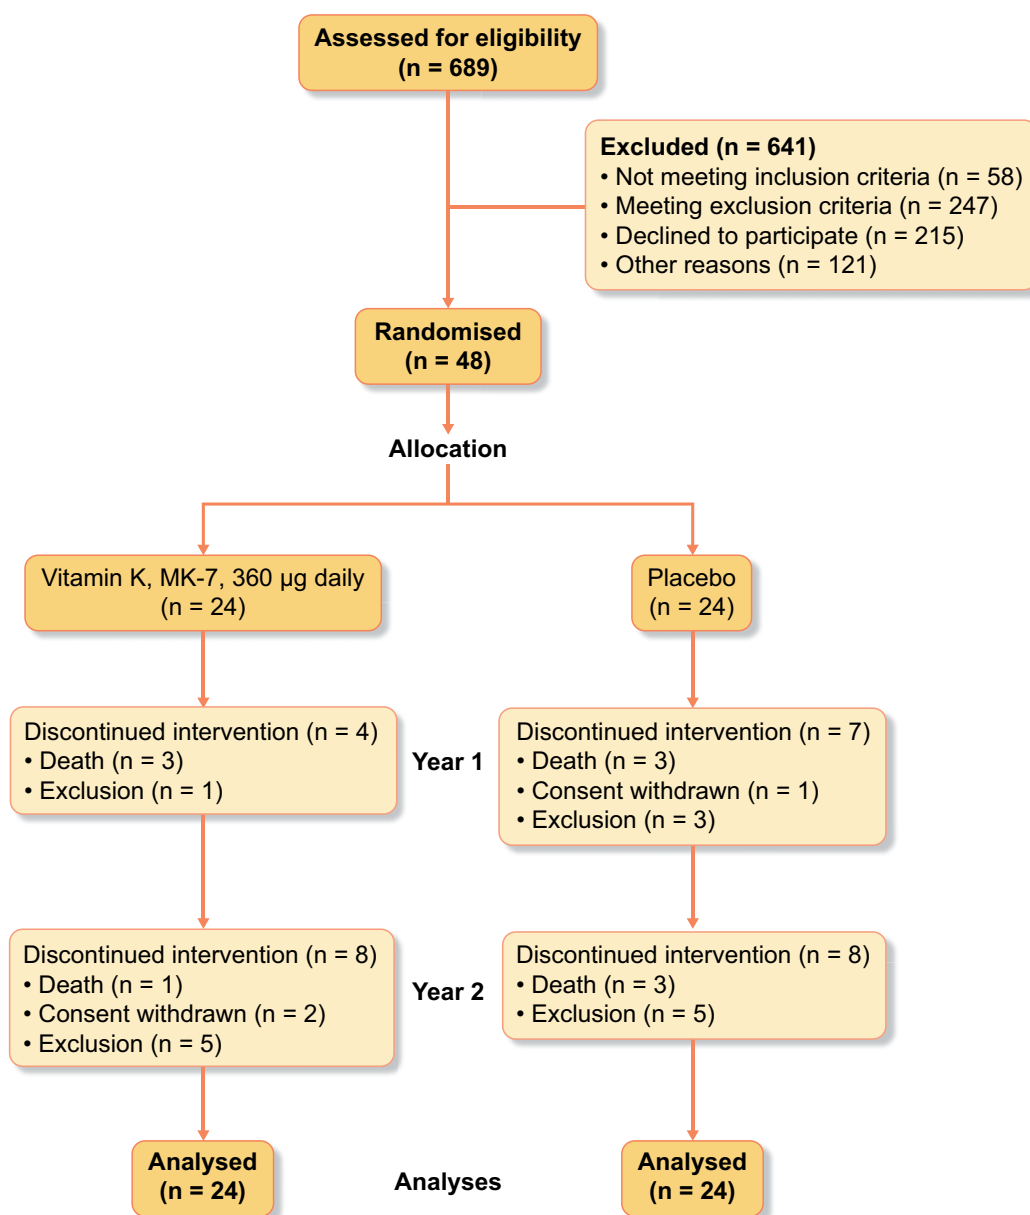 Assessed for eligibility
(n = 689)
Excluded (n = 641)
• Not meeting inclusion criteria (n = 58)
• Meeting exclusion criteria (n = 247)
• Declined to participate (n = 215)
• Other reasons (n = 121)
Randomised
(n = 48)
Allocation
Vitamin K, MK-7, 360 µg daily
(n = 24)
Placebo
(n = 24)
Discontinued intervention (n = 4)
• Death (n = 3)
• Exclusion (n = 1)
Year 1
Discontinued intervention (n = 7)
• Death (n = 3)
• Consent withdrawn (n = 1)
• Exclusion (n = 3)
Discontinued intervention (n = 8)
• Death (n = 1)
• Consent withdrawn (n = 2)
• Exclusion (n = 5)
Year 2
Discontinued intervention (n = 8)
• Death (n = 3)
• Exclusion (n = 5)
Analysed
(n = 24)
Analyses
Analysed
(n = 24)